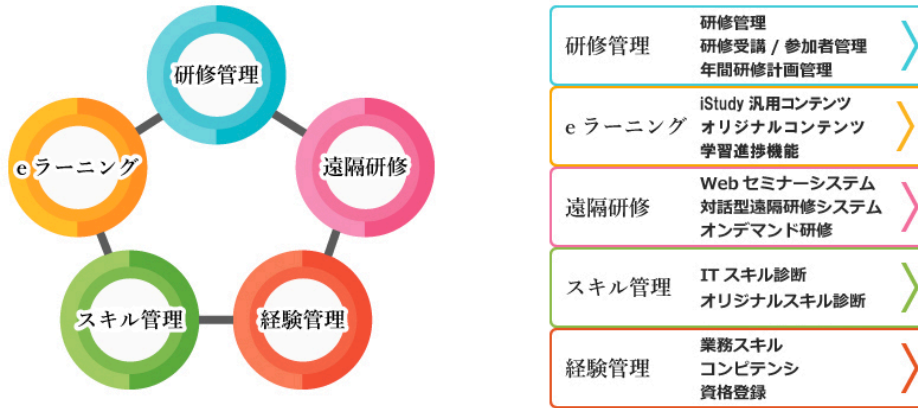 研修管理
eラーニング
遠隔研修
スキル管理
経験管理
研修管理
研修管理
研修受講 / 参加者管理
年間研修計画管理
e ラーニング
iStudy 汎用コンテンツ
オリジナルコンテンツ
学習進捗機能
遠隔研修
Web セミナーシステム
対話型遠隔研修システム
オンデマンド研修
スキル管理
IT スキル診断
オリジナルスキル診断
経験管理
業務スキル
コンピテンシ
資格登録